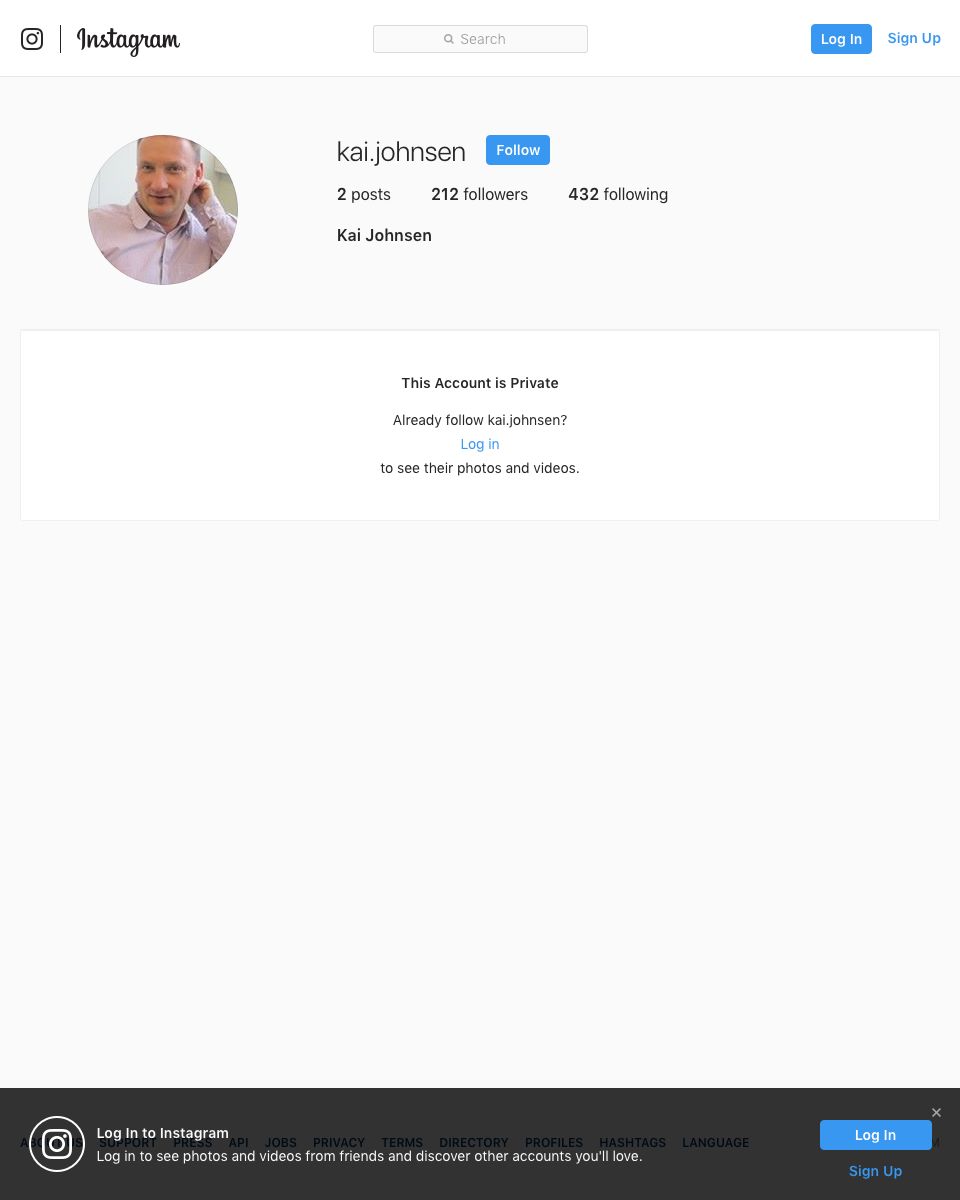 Instagram
Search
Log In
Sign Up
kai.johnsen
Follow
2 posts 212 followers 432 following
Kai Johnsen
This Account is Private
Already follow kai.johnsen?
Log in
to see their photos and videos.
Log In to Instagram
Log in to see photos and videos from friends and discover other accounts you'll love.
SUPPORT PRESS API JOBS PRIVACY TERMS DIRECTORY PROFILES HASHTAGS LANGUAGE
Log In
Sign Up